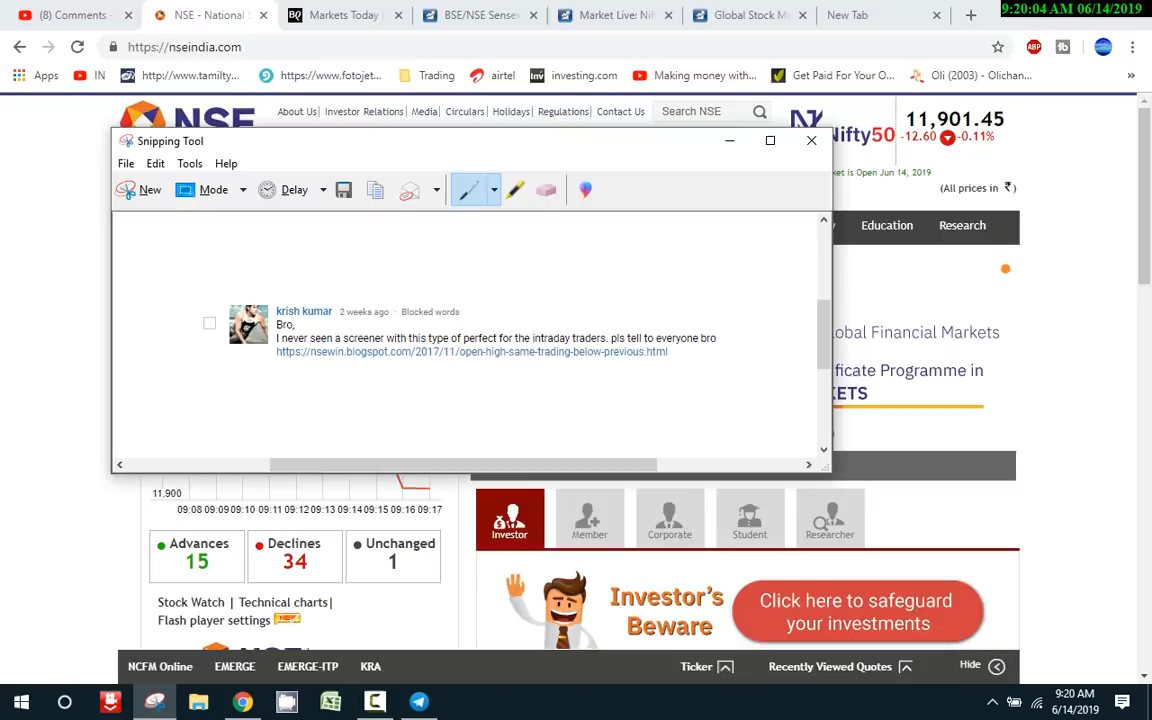 9:20:04 AM 06/14/2019
(8) Comments -
NSE - National S
Markets Today
BSE/NSE Sensex
Market Live: Nif
Global Stock Ma
New Tab
https://nseindia.com
Apps
IN
http://www.tamilty...
https://www.fotojet...
Trading
airtel
investing.com
Making money with...
Get Paid For Your O...
Oli (2003) - Olichan...
»
NSE
About Us| Investor Relations | Media| Circulars | Holidays| Regulations| Contact Us
Search NSE
Nifty50
11,901.45
-12.60 -0.11%
ket is Open Jun 14, 2019
(All prices in ₹)
Snipping Tool
File Edit Tools Help
New Mode Delay
Education Research
krish kumar 2 weeks ago · Blocked words
Bro,
I never seen a screener with this type of perfect for the intraday traders. pls tell to everyone bro
https://nsewin.blogspot.com/2017/11/open-high-same-trading-below-previous.html
obal Financial Markets
ficate Programme in
KETS
11,900
09:08 09:09 09:10 09:11 09:12 09:13 09:14 09:15 09:16 09:17
Investor
Member
Corporate
Student
Researcher
Advances
15
Declines
34
Unchanged
1
Stock Watch | Technical charts|
Flash player settings NEW
Investor's
Beware
Click here to safeguard
your investments
NCFM Online EMERGE EMERGE-ITP KRA
Ticker Recently Viewed Quotes Hide
9:20 AM
6/14/2019